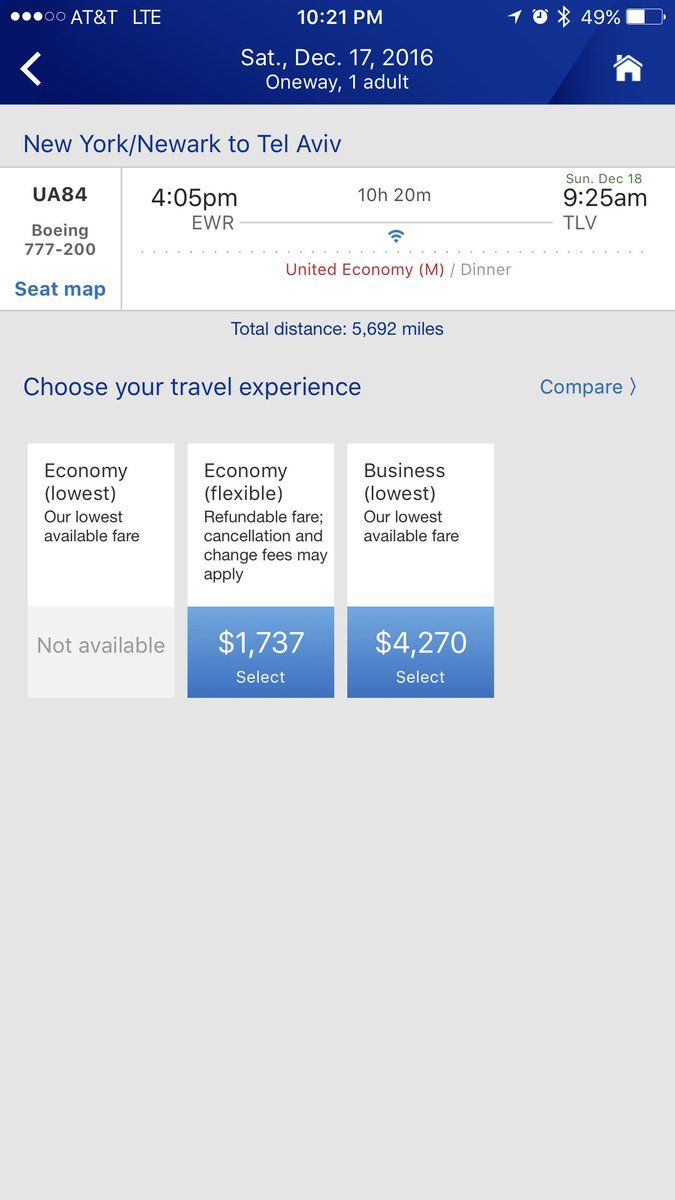 AT&T LTE 10:21 PM 49%
Sat., Dec. 17, 2016
Oneway, 1 adult
New York/Newark to Tel Aviv
UA84
Boeing
777-200
Seat map
4:05pm
EWR
10h 20m
Sun. Dec 18
9:25am
TLV
United Economy (M) / Dinner
Total distance: 5,692 miles
Choose your travel experience
Compare >
Economy
(lowest)
Our lowest
available fare
Not available
Economy
(flexible)
Refundable fare;
cancellation and
change fees may
apply
$1,737
Select
Business
(lowest)
Our lowest
available fare
$4,270
Select